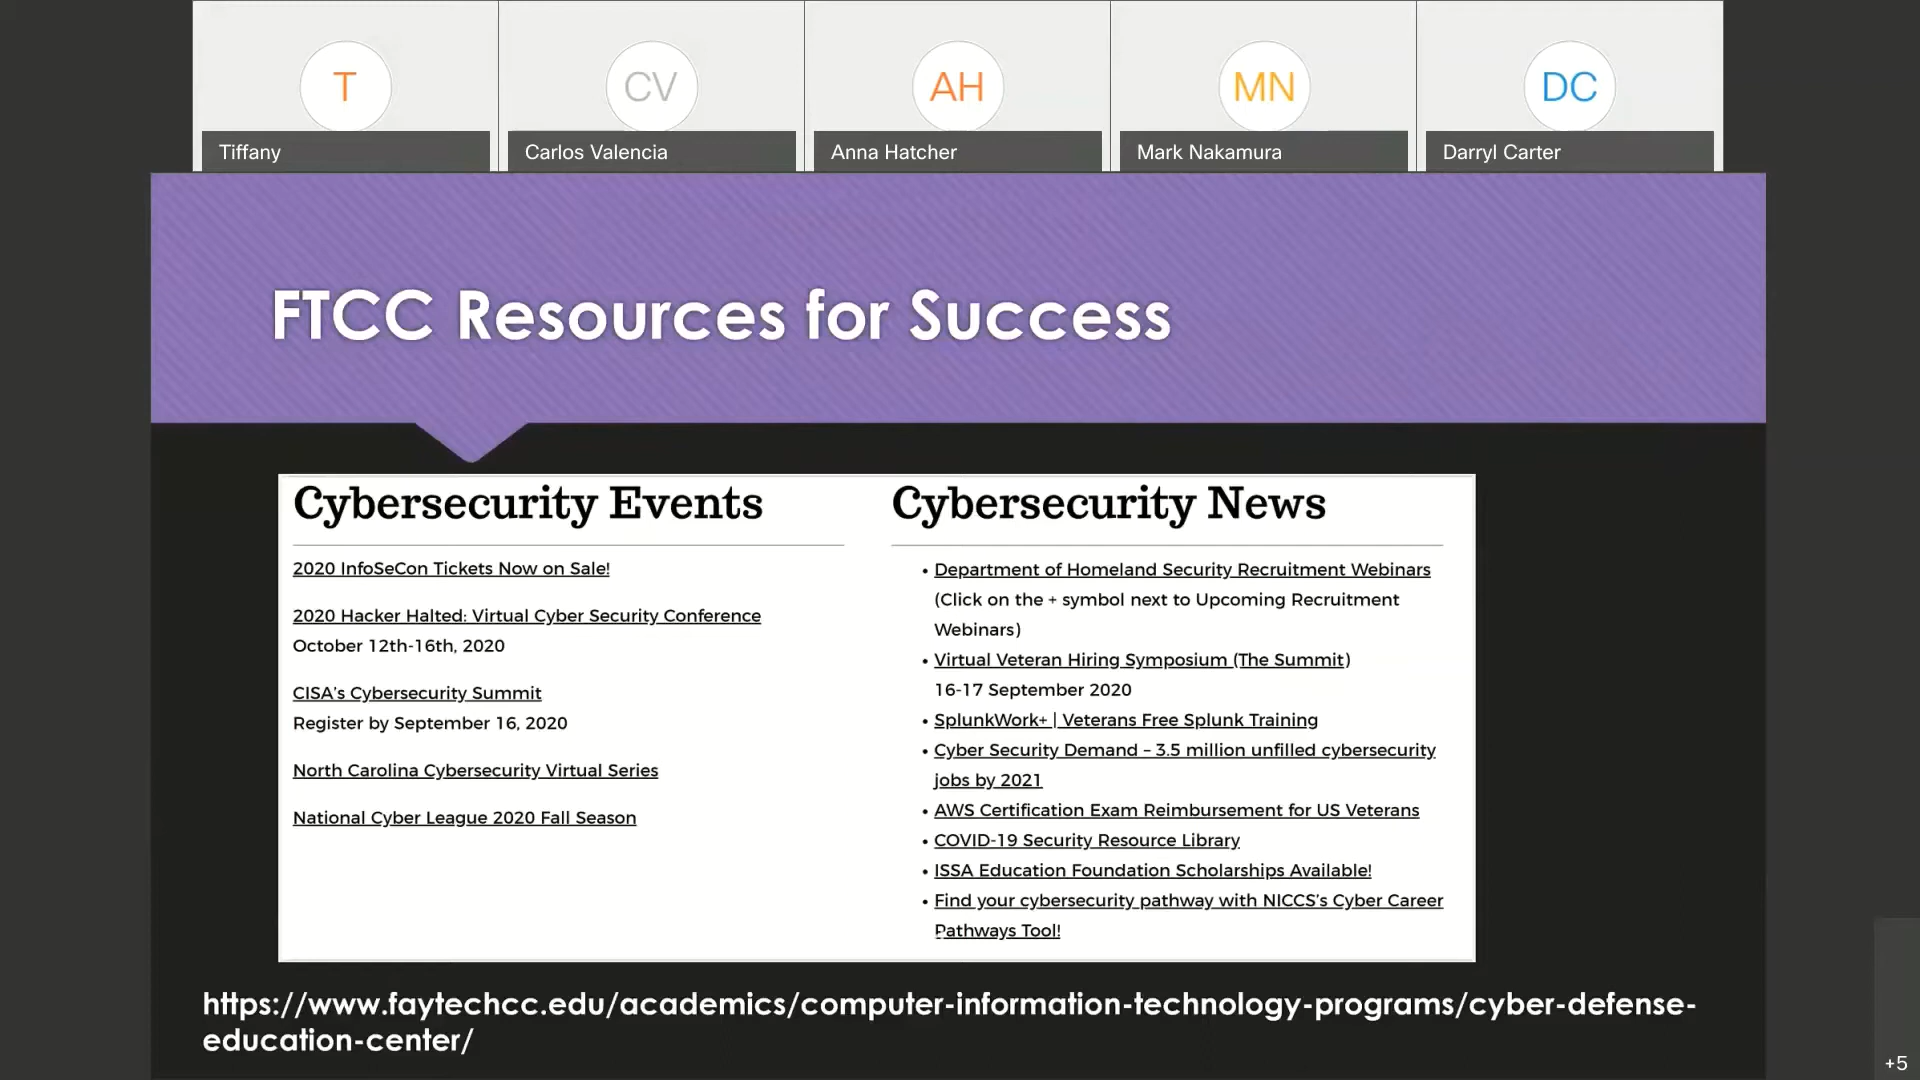 T
CV
AH
MN
DC
Tiffany
Carlos Valencia
Anna Hatcher
Mark Nakamura
Darryl Carter
FTCC Resources for Success
Cybersecurity Events
2020 InfoSeCon Tickets Now on Sale!
2020 Hacker Halted: Virtual Cyber Security Conference
October 12th-16th, 2020
CISA's Cybersecurity Summit
Register by September 16, 2020
North Carolina Cybersecurity Virtual Series
National Cyber League 2020 Fall Season
Cybersecurity News
• Department of Homeland Security Recruitment Webinars
(Click on the + symbol next to Upcoming Recruitment
Webinars)
• Virtual Veteran Hiring Symposium (The Summit)
16-17 September 2020
• SplunkWork+ | Veterans Free Splunk Training
• Cyber Security Demand – 3.5 million unfilled cybersecurity
jobs by 2021
• AWS Certification Exam Reimbursement for US Veterans
• COVID-19 Security Resource Library
• ISSA Education Foundation Scholarships Available!
• Find your cybersecurity pathway with NICCS's Cyber Career
Pathways Tool!
https://www.faytechcc.edu/academics/computer-information-technology-programs/cyber-defense-
education-center/
+5